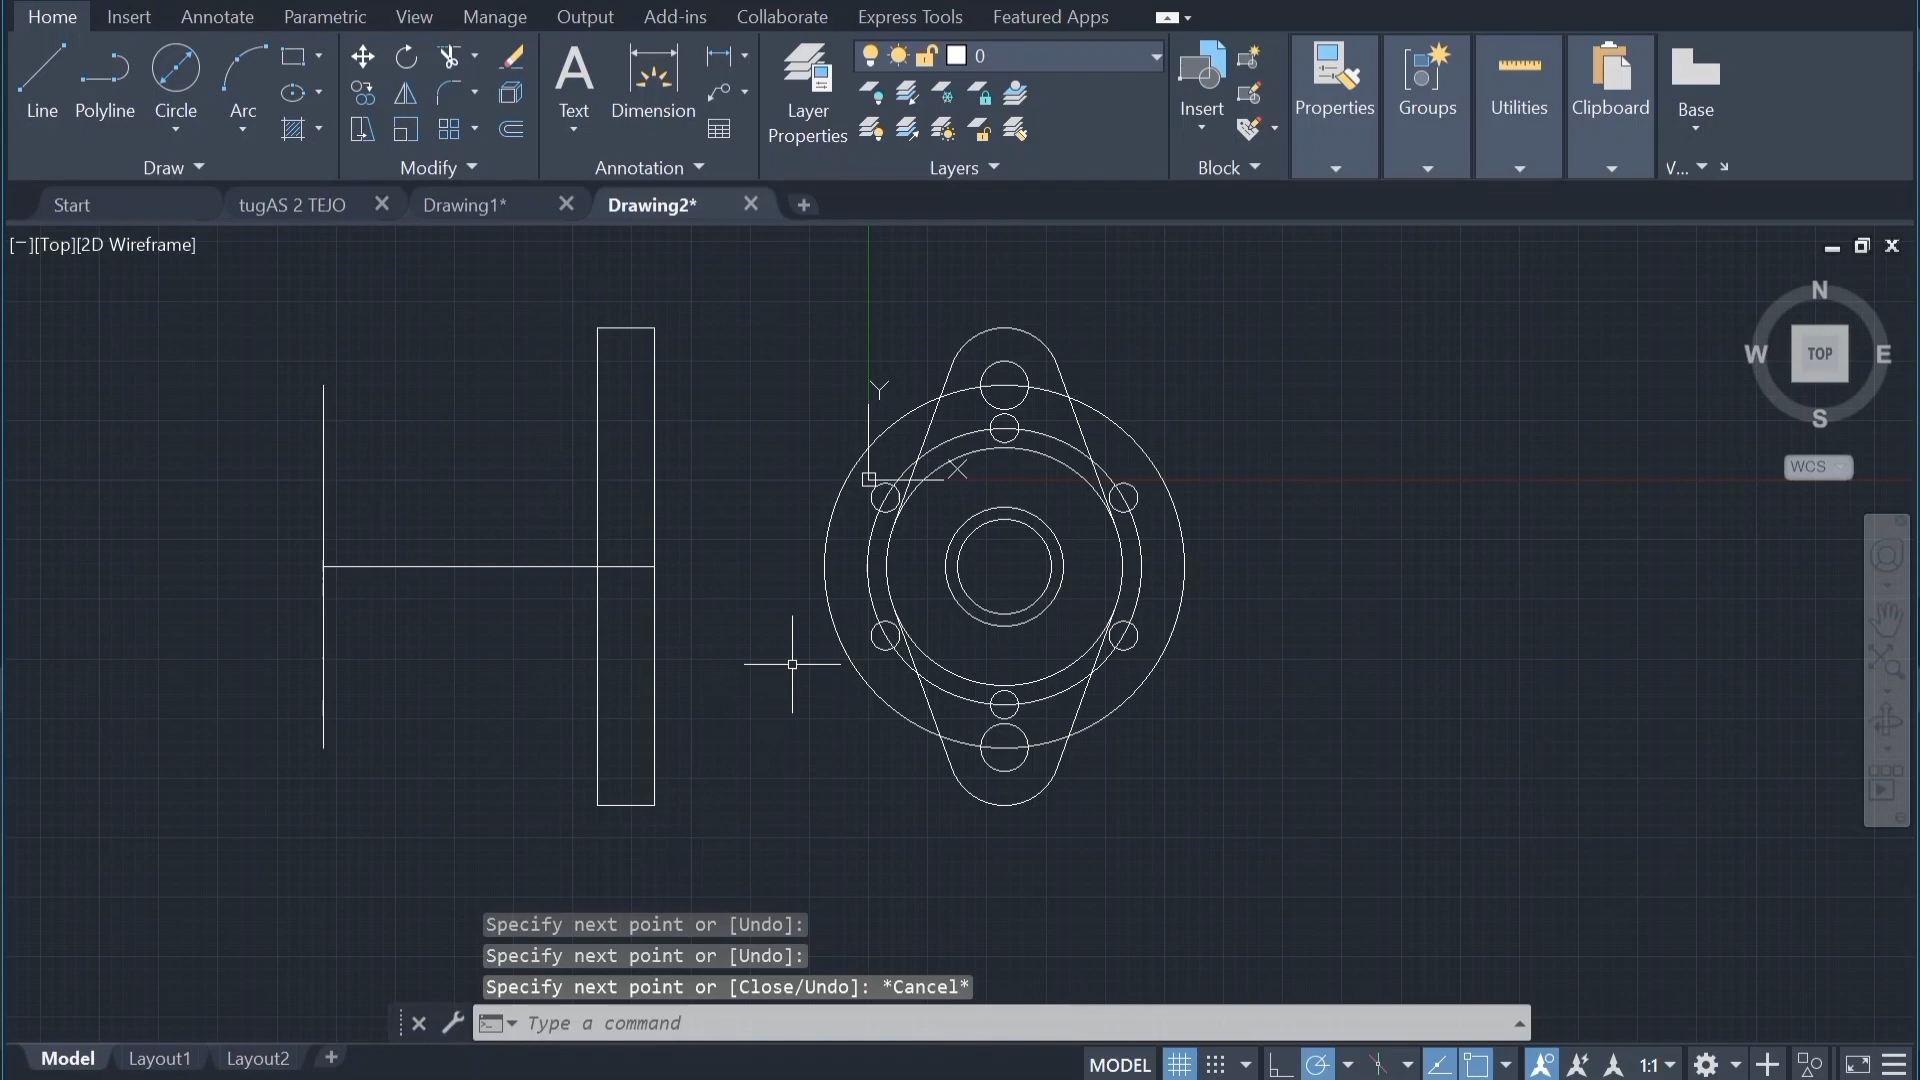 Home Insert Annotate Parametric View Manage Output Add-ins Collaborate Express Tools Featured Apps
Line Polyline Circle Arc
Text Dimension
Layer Properties
0
Insert
Properties Groups Utilities Clipboard Base
Draw Modify Annotation Layers Block V...
Start tugAS 2 TEJO Drawing1* Drawing2*
[−][Top][2D Wireframe]
N
W TOP E
S
WCS
Y
X
Specify next point or [Undo]:
Specify next point or [Undo]:
Specify next point or [Close/Undo]: *Cancel*
Type a command
Model Layout1 Layout2
MODEL 1:1